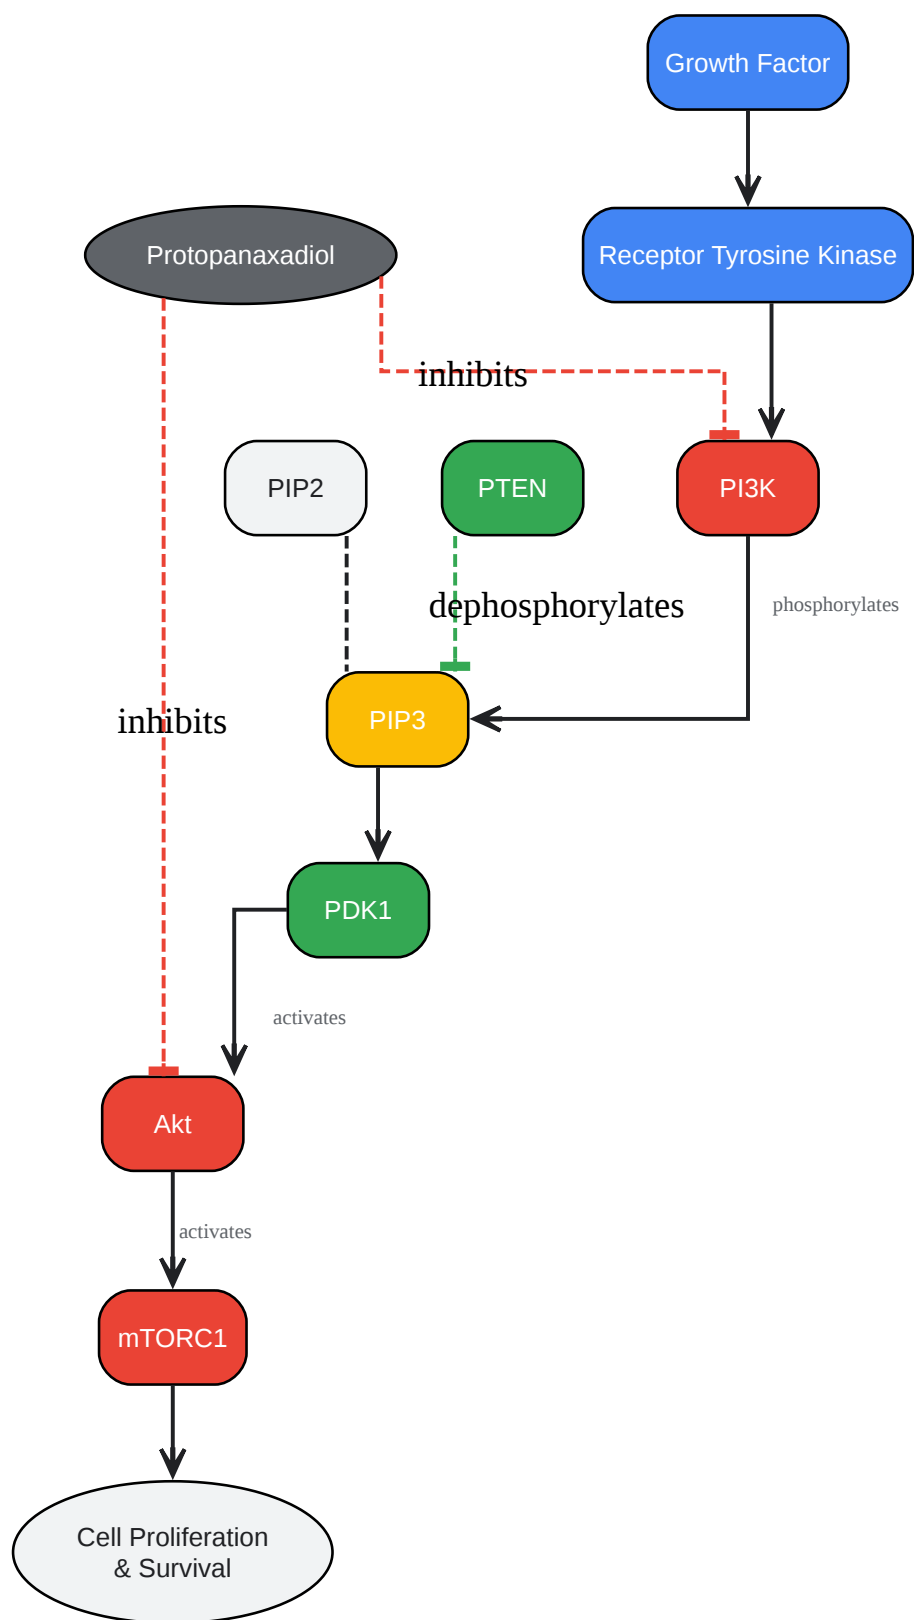 Growth Factor
Protopanaxadiol
Receptor Tyrosine Kinase
inhibits
PIP2
PTEN
PI3K
dephosphorylates
phosphorylates
inhibits
PIP3
PDK1
activates
Akt
activates
mTORC1
Cell Proliferation
& Survival